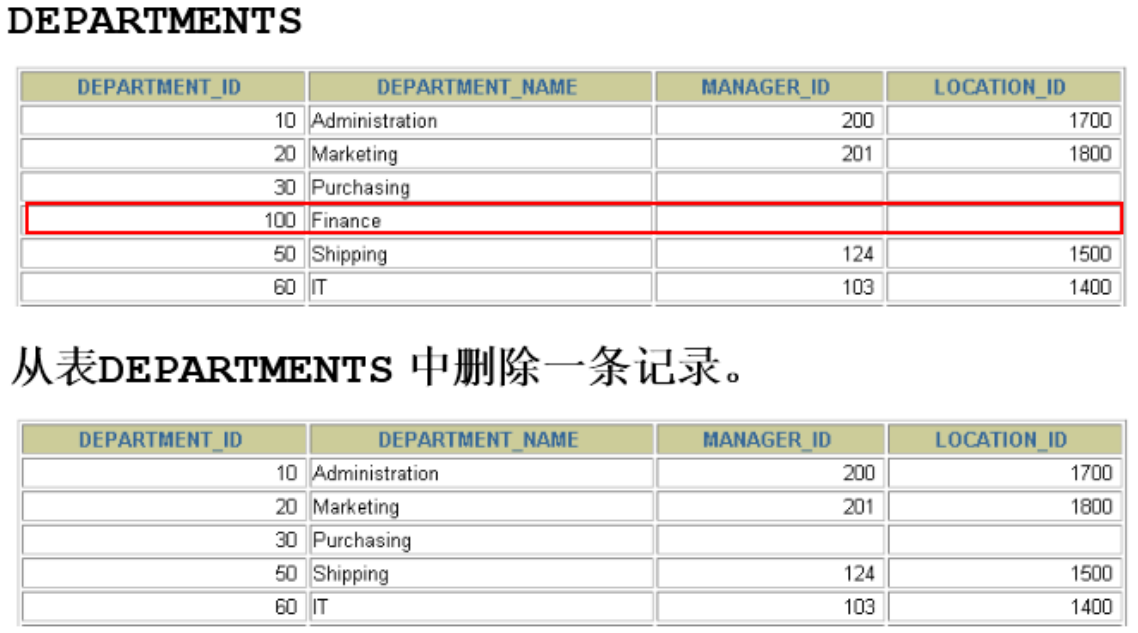 DEPARTMENTS
DEPARTMENT_ID DEPARTMENT_NAME MANAGER_ID LOCATION_ID
10 Administration 200 1700
20 Marketing 201 1800
30 Purchasing
100 Finance
50 Shipping 124 1500
60 IT 103 1400
从表DEPARTMENTS 中删除一条记录。
DEPARTMENT_ID DEPARTMENT_NAME MANAGER_ID LOCATION_ID
10 Administration 200 1700
20 Marketing 201 1800
30 Purchasing
50 Shipping 124 1500
60 IT 103 1400